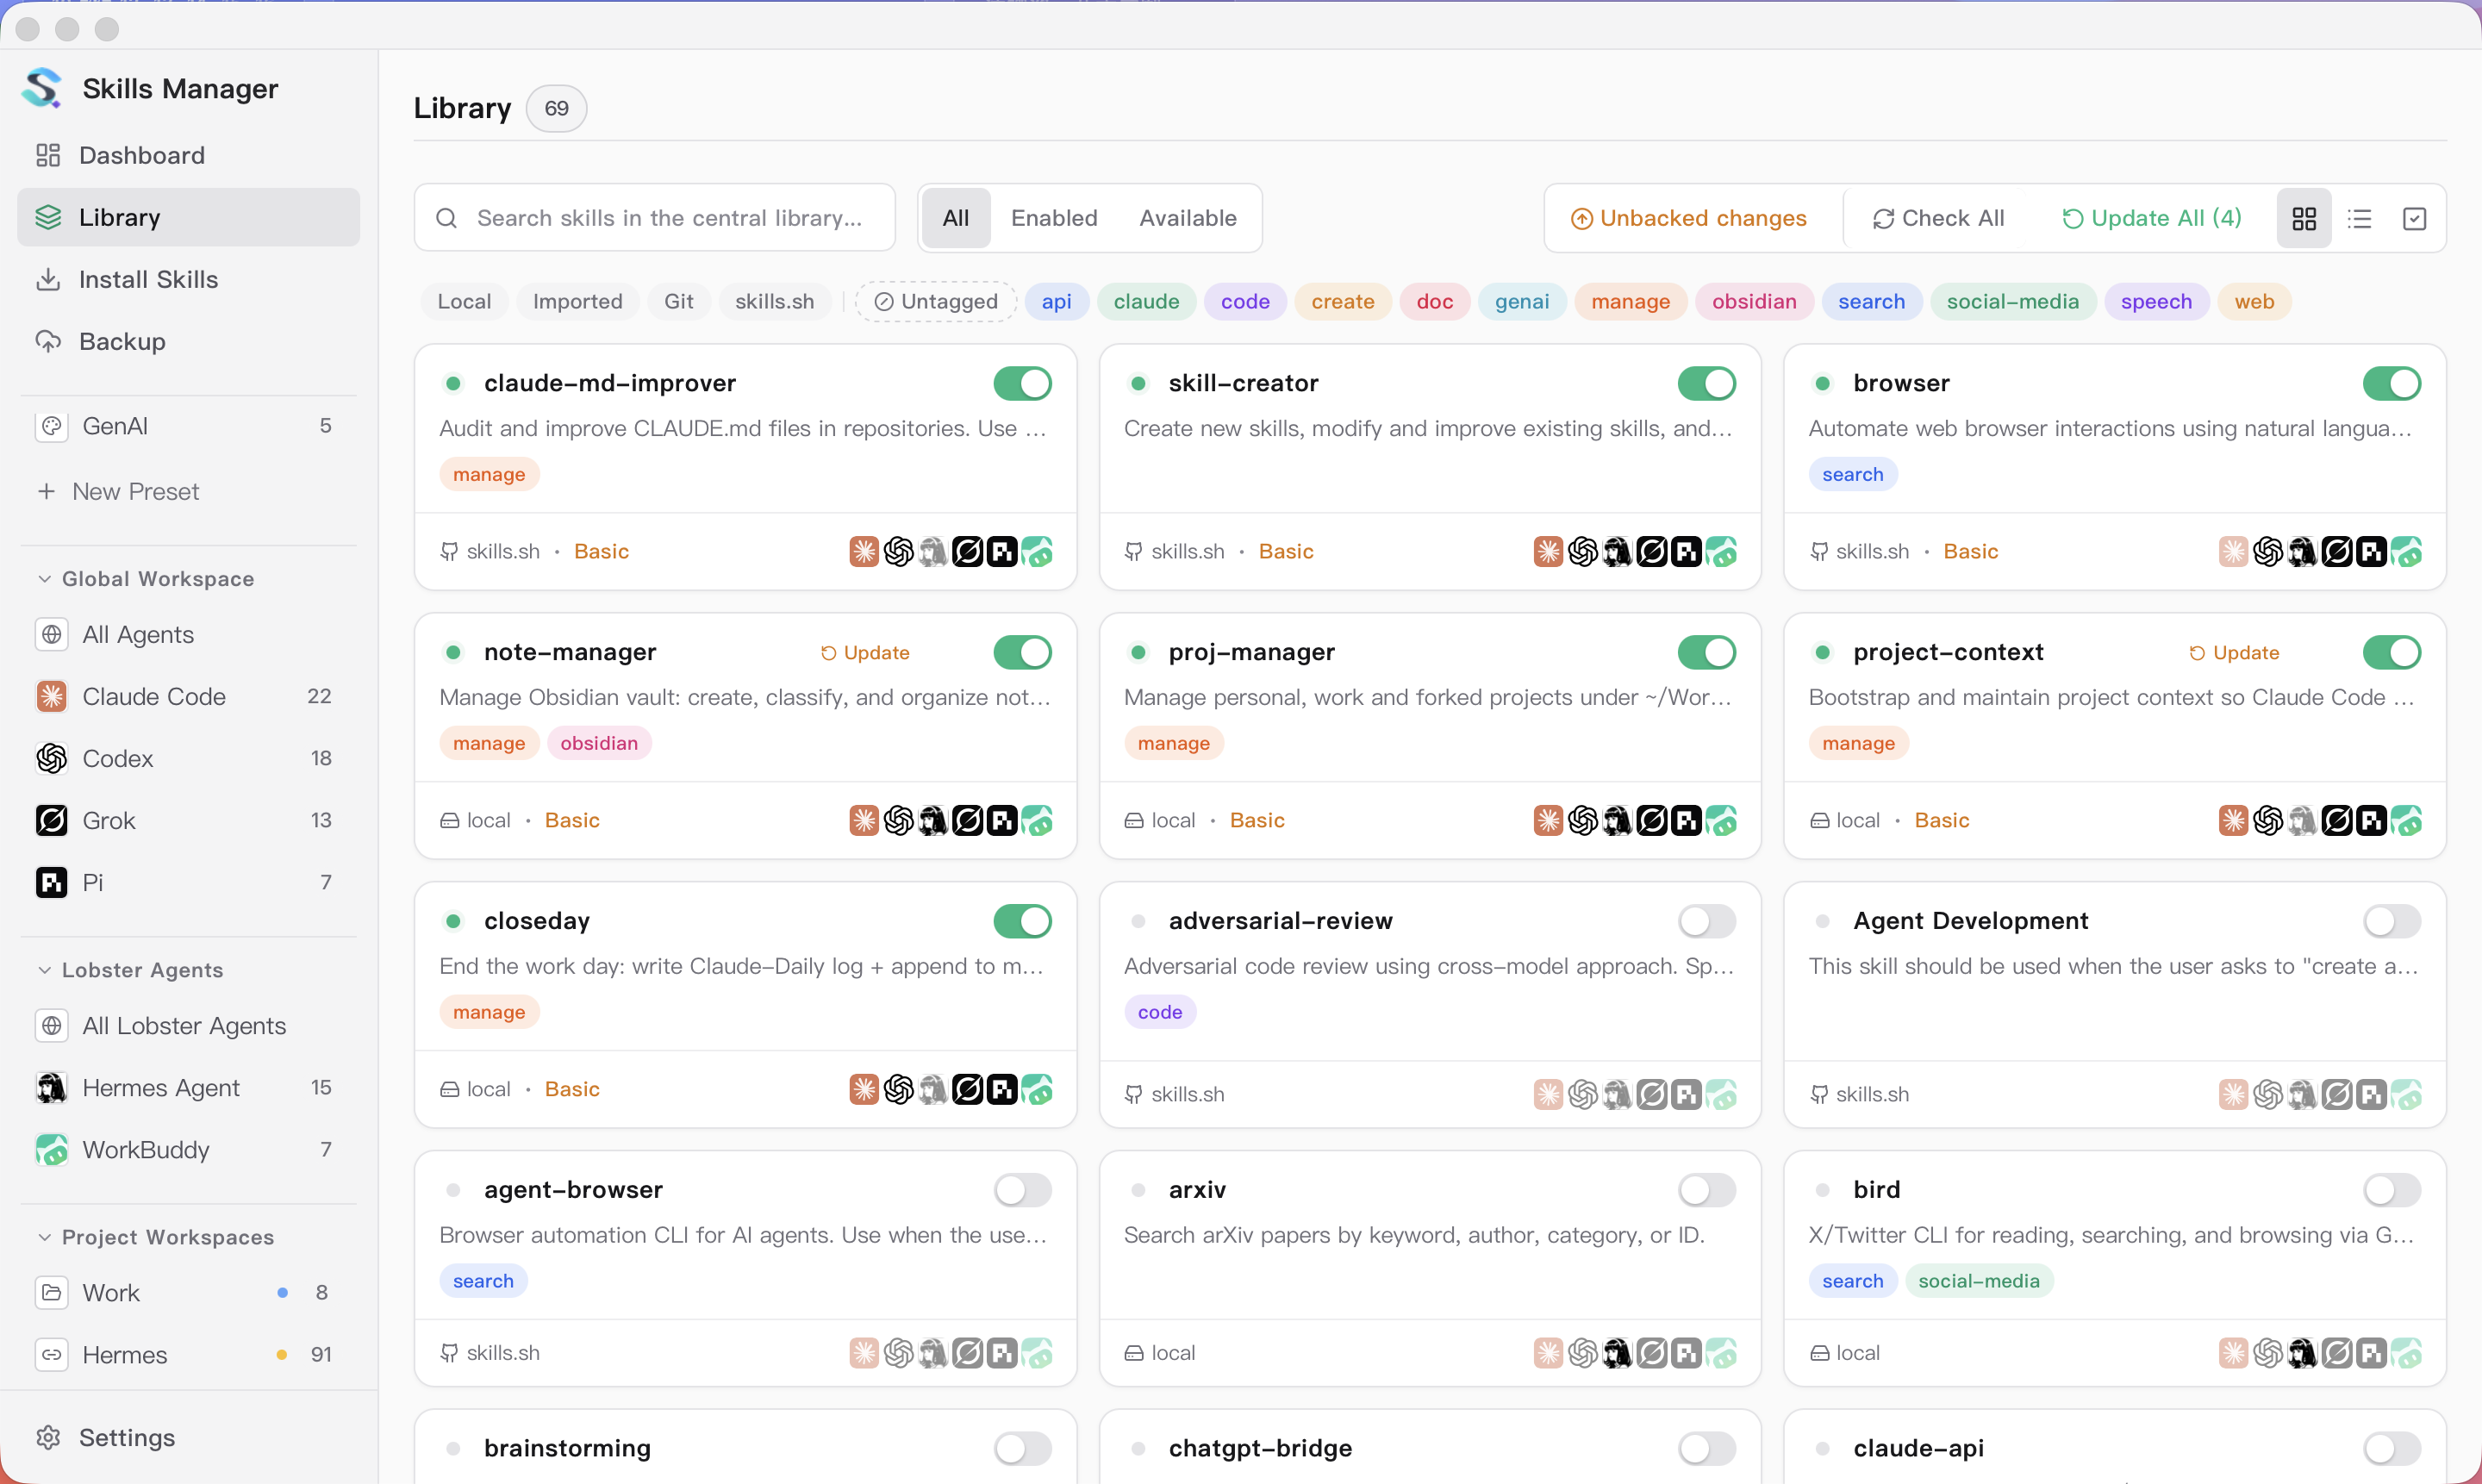 Skills Manager
Dashboard
Library
Install Skills
Backup
GenAI 5
New Preset
Global Workspace
All Agents
Claude Code 22
Codex 18
Grok 13
Pi 7
Lobster Agents
All Lobster Agents
Hermes Agent 15
WorkBuddy 7
Project Workspaces
Work 8
Hermes 91
Settings
Library 69
Search skills in the central library...
All Enabled Available
Unbacked changes Check All Update All (4)
Local Imported Git skills.sh Untagged api claude code create doc genai manage obsidian search social-media speech web
claude-md-improver
Audit and improve CLAUDE.md files in repositories. Use ...
manage
skills.sh · Basic
skill-creator
Create new skills, modify and improve existing skills, and...
skills.sh · Basic
browser
Automate web browser interactions using natural langua...
search
skills.sh · Basic
note-manager Update
Manage Obsidian vault: create, classify, and organize not...
manage obsidian
local · Basic
proj-manager
Manage personal, work and forked projects under ~/Wor...
manage
local · Basic
project-context Update
Bootstrap and maintain project context so Claude Code ...
manage
local · Basic
closeday
End the work day: write Claude-Daily log + append to m...
manage
local · Basic
adversarial-review
Adversarial code review using cross-model approach. Sp...
code
skills.sh
Agent Development
This skill should be used when the user asks to "create a...
skills.sh
agent-browser
Browser automation CLI for AI agents. Use when the use...
search
skills.sh
arxiv
Search arXiv papers by keyword, author, category, or ID.
local
bird
X/Twitter CLI for reading, searching, and browsing via G...
search social-media
local
brainstorming
chatgpt-bridge
claude-api